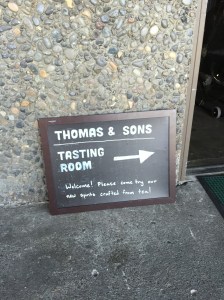 THOMAS & SONS
TASTING
ROOM
Welcome! Please come try our
new spirits crafted from tea!